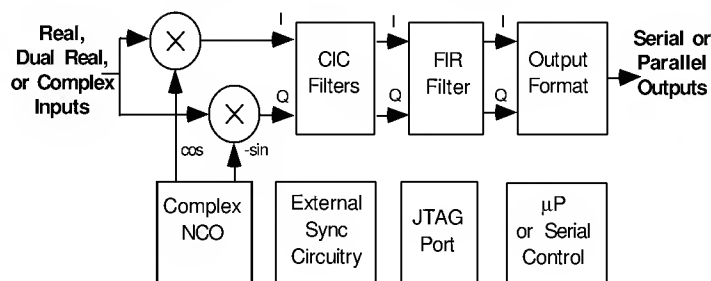 Real,
Dual Real,
or Complex
Inputs
I
Q
cos
-sin
CIC
Filters
I
Q
FIR
Filter
I
Q
Output
Format
Serial or
Parallel
Outputs
Complex
NCO
External
Sync
Circuitry
JTAG
Port
µP
or Serial
Control